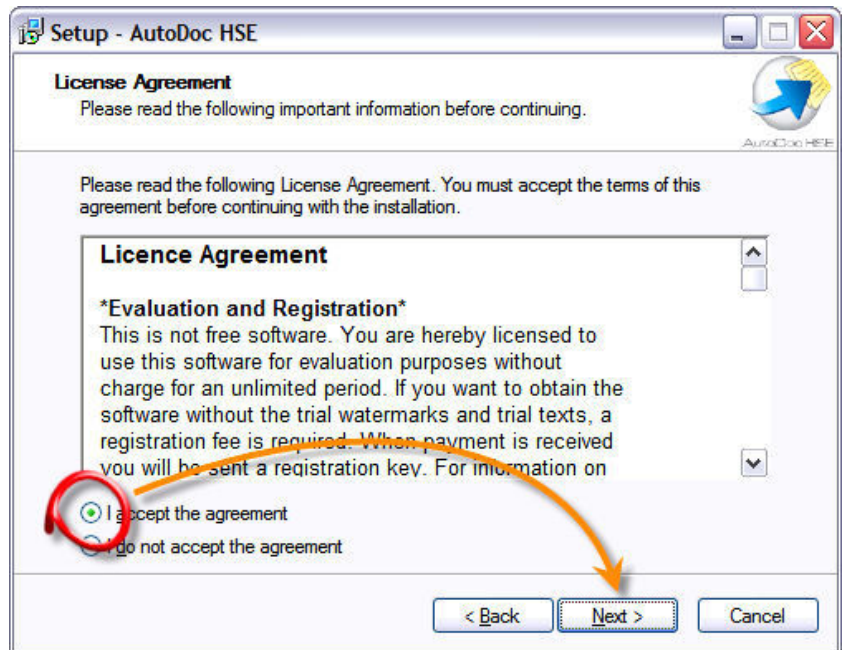 Setup - AutoDoc HSE
License Agreement
Please read the following important information before continuing.
AutoDoc HSE
Please read the following License Agreement. You must accept the terms of this
agreement before continuing with the installation.
Licence Agreement
*Evaluation and Registration*
This is not free software. You are hereby licensed to
use this software for evaluation purposes without
charge for an unlimited period. If you want to obtain the
software without the trial watermarks and trial texts, a
registration fee is required. When payment is received
you will be sent a registration key. For information on
I accept the agreement
I do not accept the agreement
< Back Next > Cancel